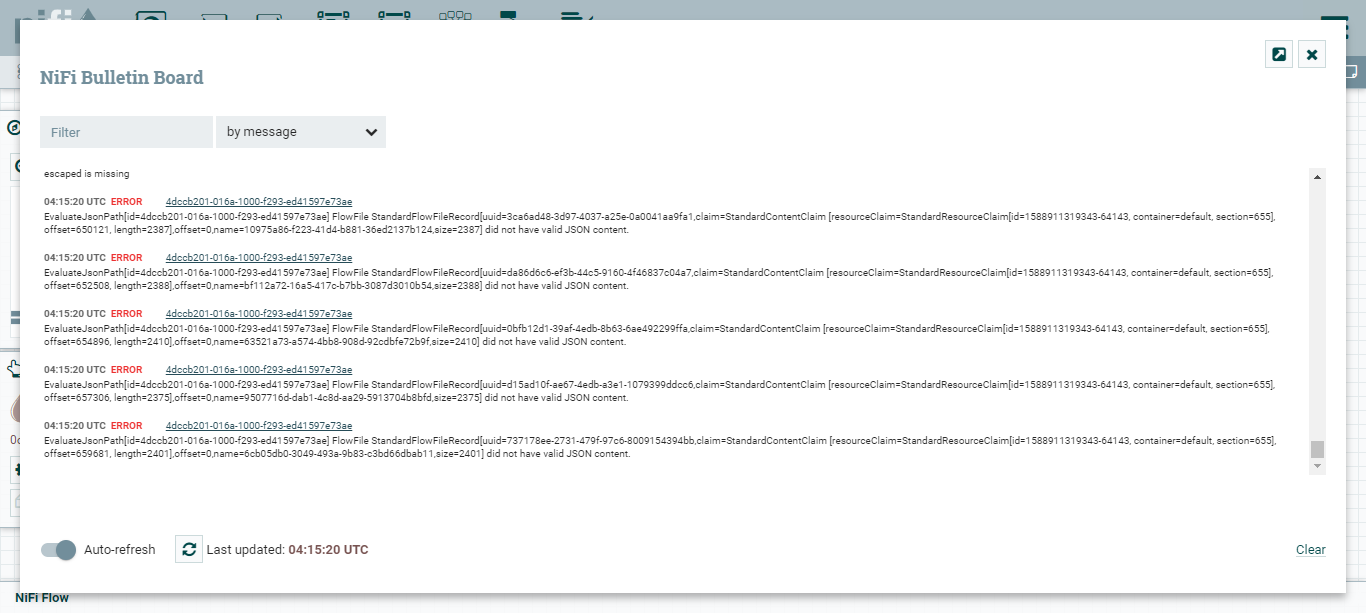 nifi
NiFi Bulletin Board
Filter
by message
escaped is missing
04:15:20 UTC ERROR 4dccb201-016a-1000-f293-ed41597e73ae
EvaluateJsonPath[id=4dccb201-016a-1000-f293-ed41597e73ae] FlowFile StandardFlowFileRecord[uuid=3ca6ad48-3d97-4037-a25e-0a0041aa9fa1,claim=StandardContentClaim [resourceClaim=StandardResourceClaim[id=1588911319343-64143, container=default, section=655],
offset=650121, length=2387],offset=0,name=10975a86-f223-41d4-b881-36ed2137b124,size=2387] did not have valid JSON content.
04:15:20 UTC ERROR 4dccb201-016a-1000-f293-ed41597e73ae
EvaluateJsonPath[id=4dccb201-016a-1000-f293-ed41597e73ae] FlowFile StandardFlowFileRecord[uuid=da86d6c6-ef3b-44c5-9160-4f46837c04a7,claim=StandardContentClaim [resourceClaim=StandardResourceClaim[id=1588911319343-64143, container=default, section=655],
offset=652508, length=2388],offset=0,name=bf112a72-16a5-417c-b7bb-3087d3010b54,size=2388] did not have valid JSON content.
04:15:20 UTC ERROR 4dccb201-016a-1000-f293-ed41597e73ae
EvaluateJsonPath[id=4dccb201-016a-1000-f293-ed41597e73ae] FlowFile StandardFlowFileRecord[uuid=0bfb12d1-39af-4edb-8b63-6ae492299ffa,claim=StandardContentClaim [resourceClaim=StandardResourceClaim[id=1588911319343-64143, container=default, section=655],
offset=654896, length=2410],offset=0,name=63521a73-a574-4bb8-908d-92cdbfe72b9f,size=2410] did not have valid JSON content.
04:15:20 UTC ERROR 4dccb201-016a-1000-f293-ed41597e73ae
EvaluateJsonPath[id=4dccb201-016a-1000-f293-ed41597e73ae] FlowFile StandardFlowFileRecord[uuid=d15ad10f-ae67-4edb-a3e1-1079399ddcc6,claim=StandardContentClaim [resourceClaim=StandardResourceClaim[id=1588911319343-64143, container=default, section=655],
offset=657306, length=2375],offset=0,name=9507716d-dab1-4c8d-aa29-5913704b8bfd,size=2375] did not have valid JSON content.
04:15:20 UTC ERROR 4dccb201-016a-1000-f293-ed41597e73ae
EvaluateJsonPath[id=4dccb201-016a-1000-f293-ed41597e73ae] FlowFile StandardFlowFileRecord[uuid=737178ee-2731-479f-97c6-8009154394bb,claim=StandardContentClaim [resourceClaim=StandardResourceClaim[id=1588911319343-64143, container=default, section=655],
offset=659681, length=2401],offset=0,name=6cb05db0-3049-493a-9b83-c3bd66dbab11,size=2401] did not have valid JSON content.
Auto-refresh
Last updated: 04:15:20 UTC
Clear
NiFi Flow